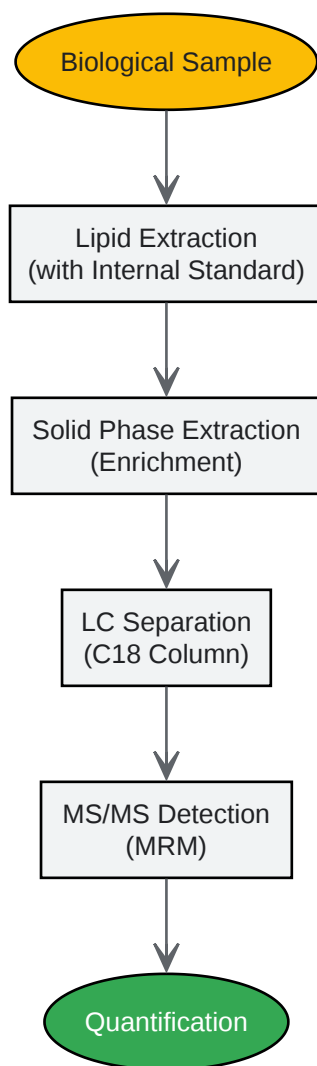 Biological Sample
Lipid Extraction
(with Internal Standard)
Solid Phase Extraction
(Enrichment)
LC Separation
(C18 Column)
MS/MS Detection
(MRM)
Quantification